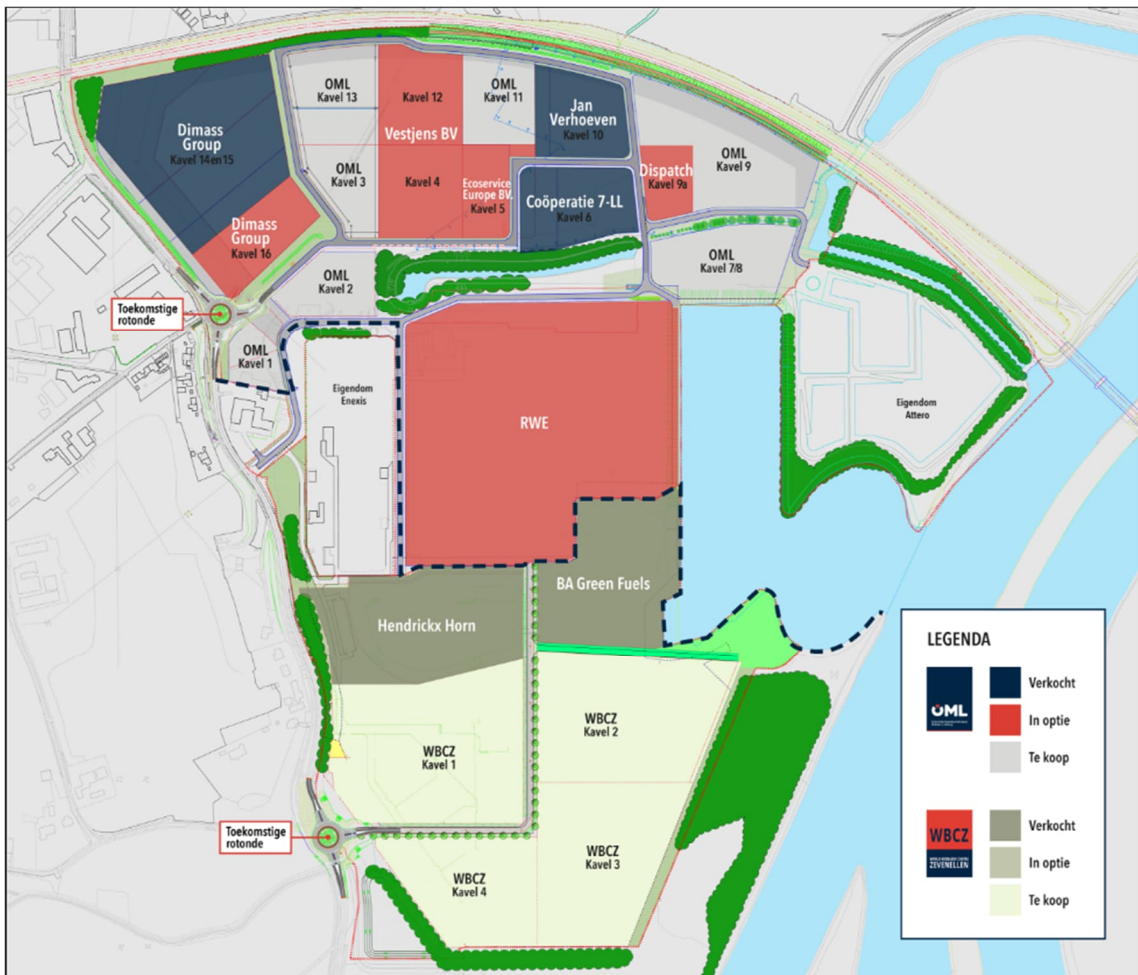 OML
Kavel 13
Kavel 12
OML
Kavel 11
Jan
Verhoeven
Kavel 10
Dimass
Group
Kavel 14en15
Vestjens BV
OML
Kavel 9
OML
Kavel 3
Kavel 4
Ecoservice
Europe BV.
Kavel 5
Coöperatie 7-LL
Kavel 6
Dispatch
Kavel 9a
Dimass
Group
Kavel 16
OML
Kavel 2
OML
Kavel 7/8
Toekomstige
rotonde
OML
Kavel 1
Eigendom
Enexis
Eigendom
Attero
RWE
BA Green Fuels
Hendrickx Horn
WBCZ
Kavel 2
WBCZ
Kavel 1
Toekomstige
rotonde
WBCZ
Kavel 3
WBCZ
Kavel 4
LEGENDA
OML
Verkocht
In optie
Te koop
WBCZ
ZEVENELLEN
Verkocht
In optie
Te koop